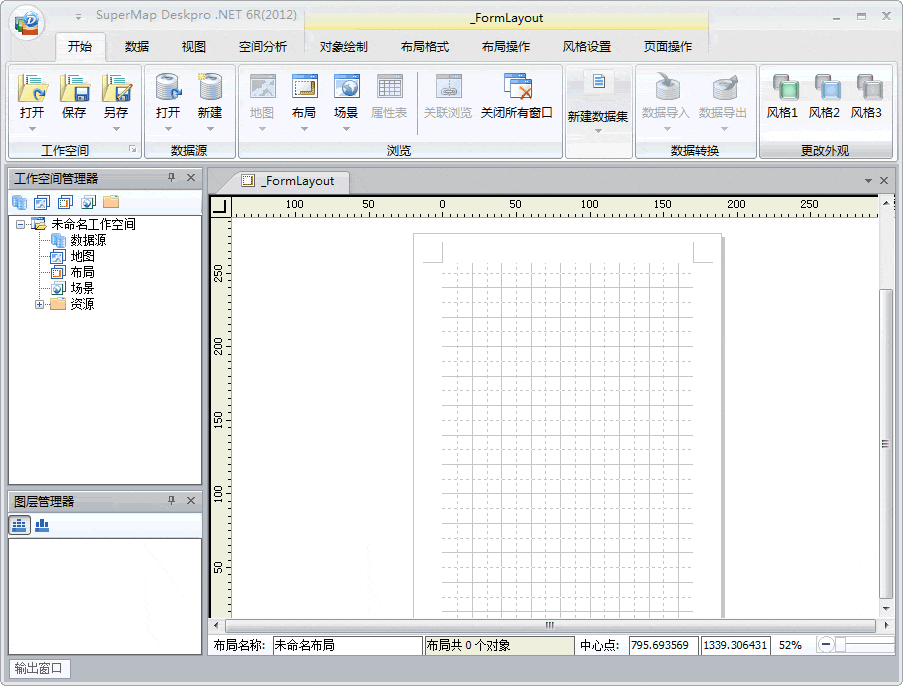 SuperMap Deskpro .NET 6R(2012)
_FormLayout
开始 数据 视图 空间分析 对象绘制 布局格式 布局操作 风格设置 页面操作
打开 保存 另存 打开 新建 地图 布局 场景 属性表 关联浏览 关闭所有窗口 新建数据集 数据导入 数据导出 风格1 风格2 风格3
工作空间 数据源 浏览 数据转换 更改外观
工作空间管理器
_FormLayout
100 50 0 50 100 150 200 250
未命名工作空间
数据源
地图
布局
场景
资源
250
200
150
100
50
图层管理器
布局名称: 未命名布局 布局共 0 个对象 中心点: 795.693569 1339.306431 52%
输出窗口